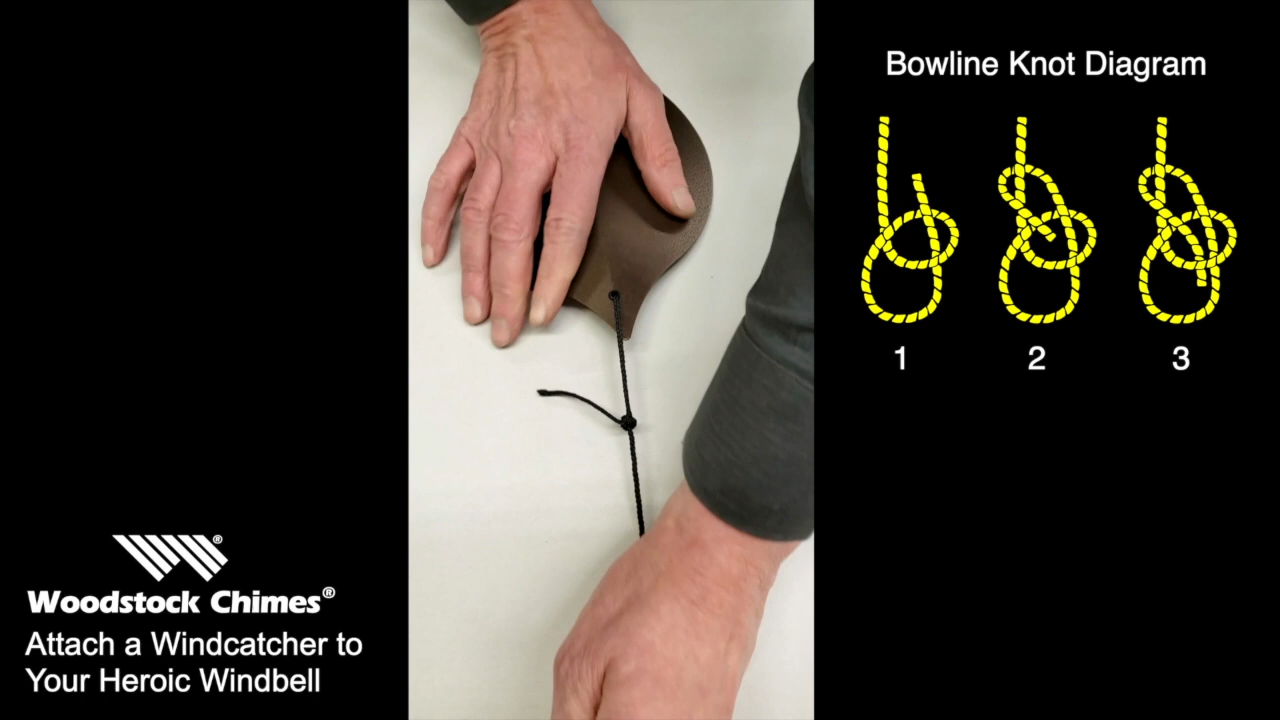 Bowline Knot Diagram
1 2 3
®
Woodstock Chimes®
Attach a Windcatcher to
Your Heroic Windbell